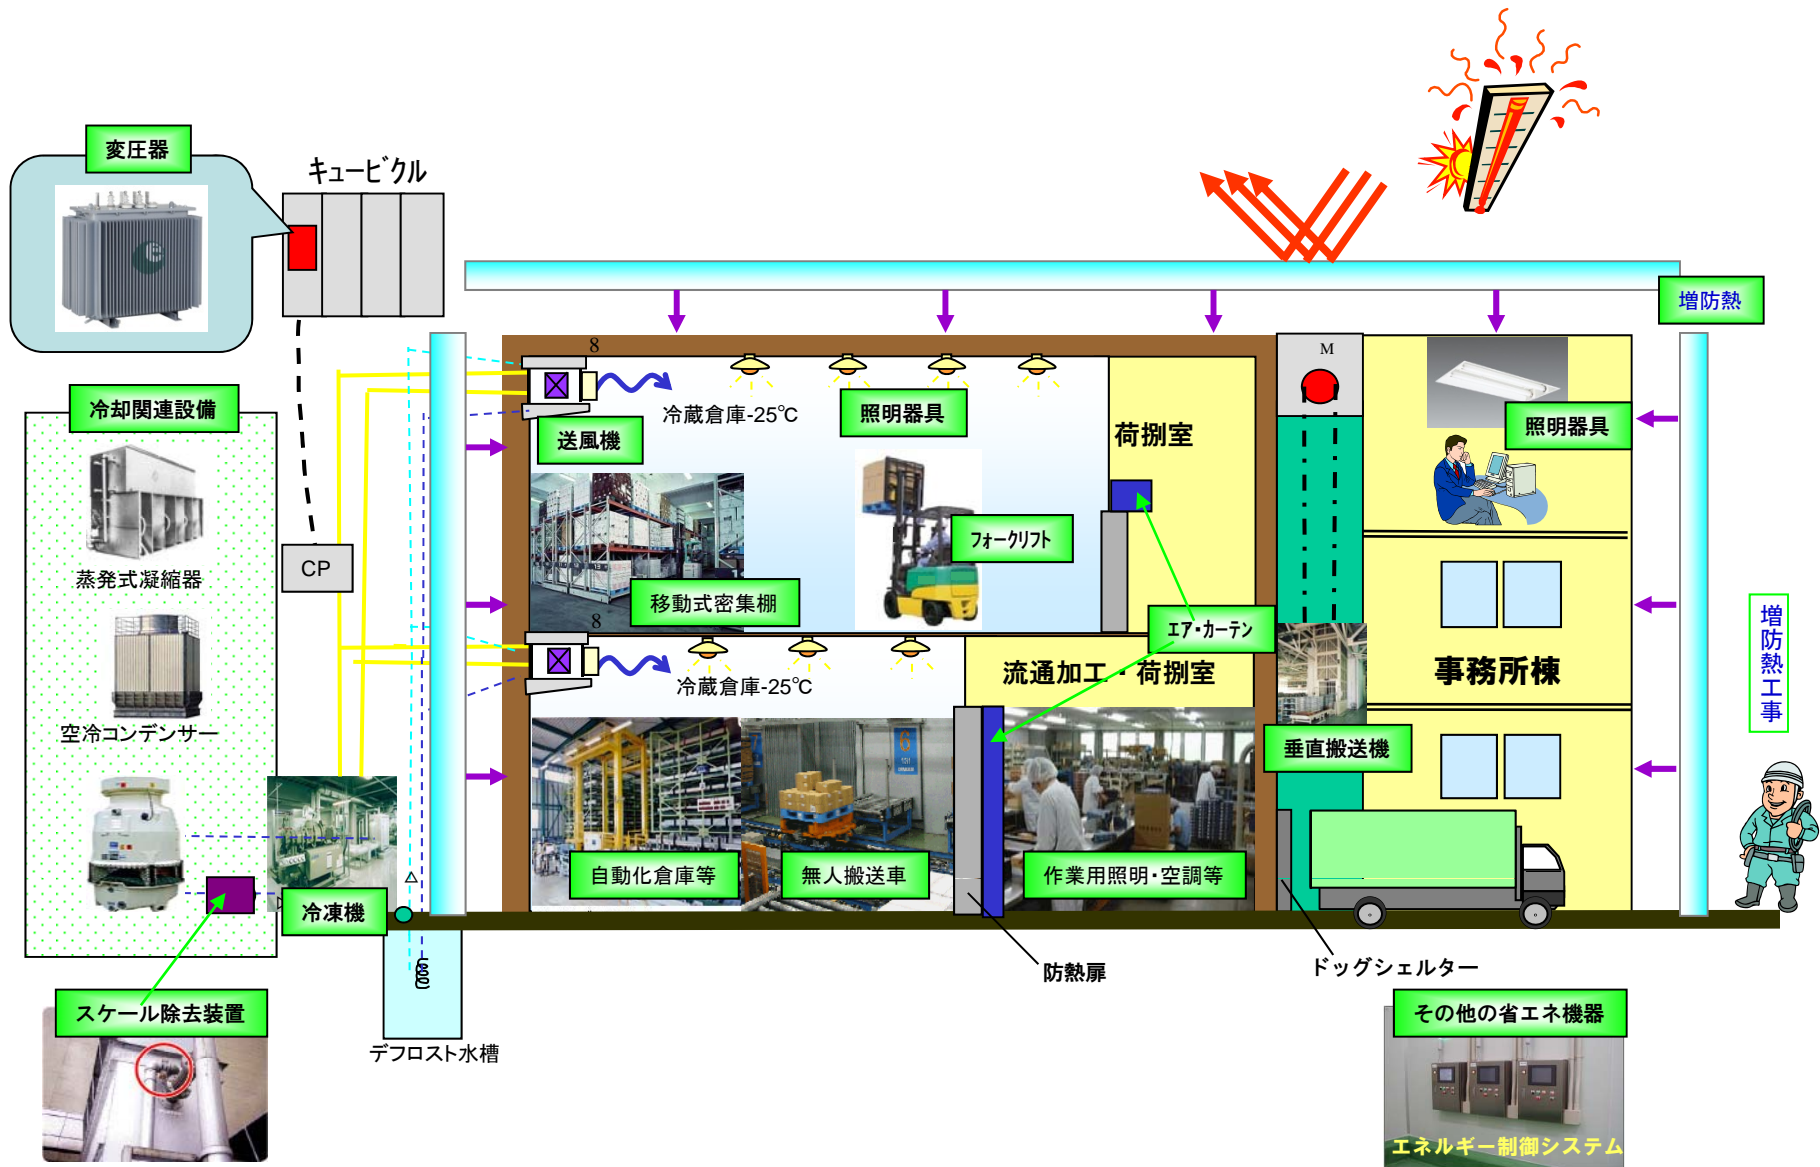 変圧器
キュービクル
増防熱
8
M
冷却関連設備
冷蔵倉庫-25℃
照明器具
照明器具
送風機
荷捌室
フォークリフト
CP
蒸発式凝縮器
移動式密集棚
8
エア・カーテン
増防熱工事
冷蔵倉庫-25℃
流通加工・荷捌室
事務所棟
空冷コンデンサー
6
垂直搬送機
自動化倉庫等
無人搬送車
作業用照明・空調等
冷凍機
防熱扉
ドッグシェルター
スケール除去装置
その他の省エネ機器
デフロスト水槽
エネルギー制御システム